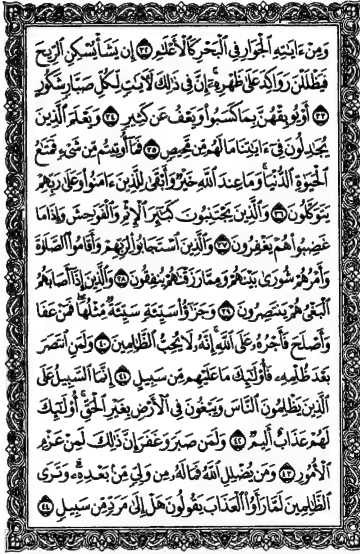 وَمِنْ ءَايَٰتِهِ ٱلْجَوَارِ فِى ٱلْبَحْرِ كَٱلْأَعْلَٰمِ ٣٢ إِن يَشَأْ يُسْكِنِ ٱلرِّيحَ
فَيَظْلَلْنَ رَوَاكِدَ عَلَىٰ ظَهْرِهِۦٓ إِنَّ فِى ذَٰلِكَ لَءَايَٰتٍ لِّكُلِّ صَبَّارٍ شَكُورٍ
٣٣ أَوْ يُوبِقْهُنَّ بِمَا كَسَبُوا۟ وَيَعْفُ عَن كَثِيرٍ ٣٤ وَيَعْلَمَ ٱلَّذِينَ
يُجَٰدِلُونَ فِىٓ ءَايَٰتِنَا مَا لَهُم مِّن مَّحِيصٍ ٣٥ فَمَآ أُوتِيتُم مِّن شَىْءٍ فَمَتَٰعُ
ٱلْحَيَوٰةِ ٱلدُّنْيَا وَمَا عِندَ ٱللَّهِ خَيْرٌ وَأَبْقَىٰ لِلَّذِينَ ءَامَنُوا۟ وَعَلَىٰ رَبِّهِمْ
يَتَوَكَّلُونَ ٣٦ وَٱلَّذِينَ يَجْتَنِبُونَ كَبَٰٓئِرَ ٱلْإِثْمِ وَٱلْفَوَٰحِشَ وَإِذَا مَا
غَضِبُوا۟ هُمْ يَغْفِرُونَ ٣٧ وَٱلَّذِينَ ٱسْتَجَابُوا۟ لِرَبِّهِمْ وَأَقَامُوا۟ ٱلصَّلَوٰةَ
وَأَمْرُهُمْ شُورَىٰ بَيْنَهُمْ وَمِمَّا رَزَقْنَٰهُمْ يُنفِقُونَ ٣٨ وَٱلَّذِينَ إِذَآ أَصَابَهُمُ
ٱلْبَغْىُ هُمْ يَنتَصِرُونَ ٣٩ وَجَزَٰٓؤُا۟ سَيِّئَةٍ سَيِّئَةٌ مِّثْلُهَا فَمَنْ عَفَا
وَأَصْلَحَ فَأَجْرُهُۥ عَلَى ٱللَّهِ إِنَّهُۥ لَا يُحِبُّ ٱلظَّٰلِمِينَ ٤٠ وَلَمَنِ ٱنتَصَرَ
بَعْدَ ظُلْمِهِۦ فَأُو۟لَٰٓئِكَ مَا عَلَيْهِم مِّن سَبِيلٍ ٤١ إِنَّمَا ٱلسَّبِيلُ عَلَى
ٱلَّذِينَ يَظْلِمُونَ ٱلنَّاسَ وَيَبْغُونَ فِى ٱلْأَرْضِ بِغَيْرِ ٱلْحَقِّ أُو۟لَٰٓئِكَ
لَهُمْ عَذَابٌ أَلِيمٌ ٤٢ وَلَمَن صَبَرَ وَغَفَرَ إِنَّ ذَٰلِكَ لَمِنْ عَزْمِ
ٱلْأُمُورِ ٤٣ وَمَن يُضْلِلِ ٱللَّهُ فَمَا لَهُۥ مِن وَلِىٍّ مِّنۢ بَعْدِهِۦ وَتَرَى
ٱلظَّٰلِمِينَ لَمَّا رَأَوُا۟ ٱلْعَذَابَ يَقُولُونَ هَلْ إِلَىٰ مَرَدٍّ مِّن سَبِيلٍ ٤٤